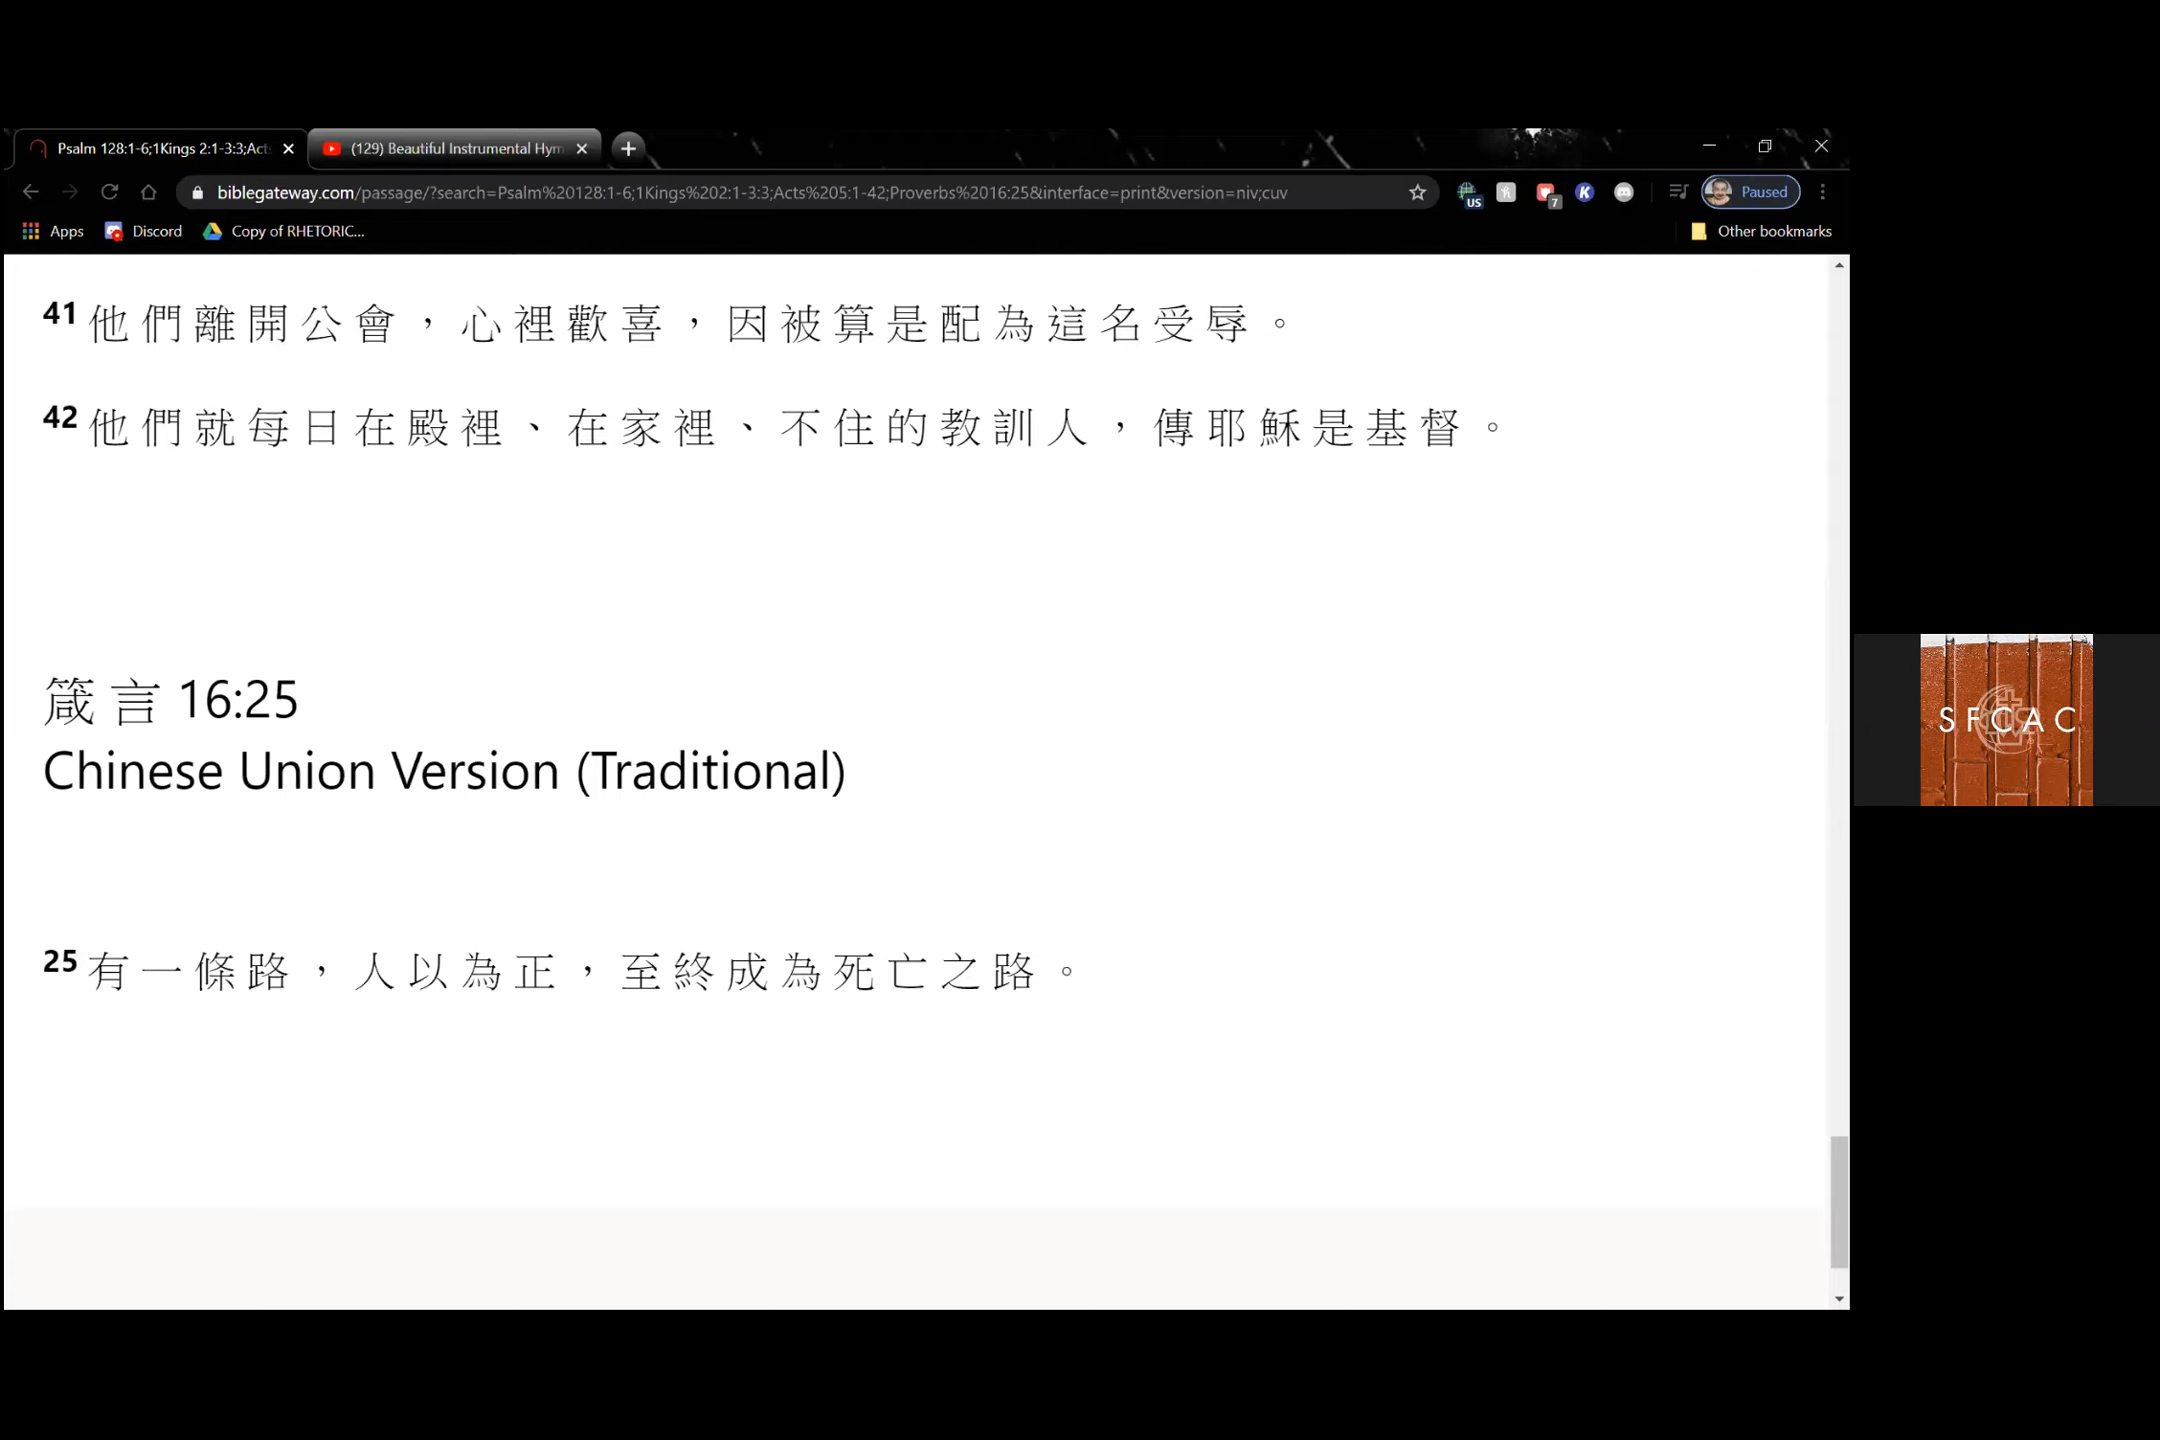 Psalm 128:1-6;1Kings 2:1-3:3;Act
(129) Beautiful Instrumental Hym
biblegateway.com/passage/?search=Psalm%20128:1-6;1Kings%202:1-3:3;Acts%205:1-42;Proverbs%2016:25&interface=print&version=niv;cuv
US
7
K
Paused
Apps
Discord
Copy of RHETORIC...
Other bookmarks
41 他 們 離 開 公 會 ， 心 裡 歡 喜 ， 因 被 算 是 配 為 這 名 受 辱 。
42 他 們 就 每 日 在 殿 裡 、 在 家 裡 、 不 住 的 教 訓 人 ， 傳 耶 穌 是 基 督 。
箴 言 16:25
Chinese Union Version (Traditional)
SFCAC
25 有 一 條 路 ， 人 以 為 正 ， 至 終 成 為 死 亡 之 路 。